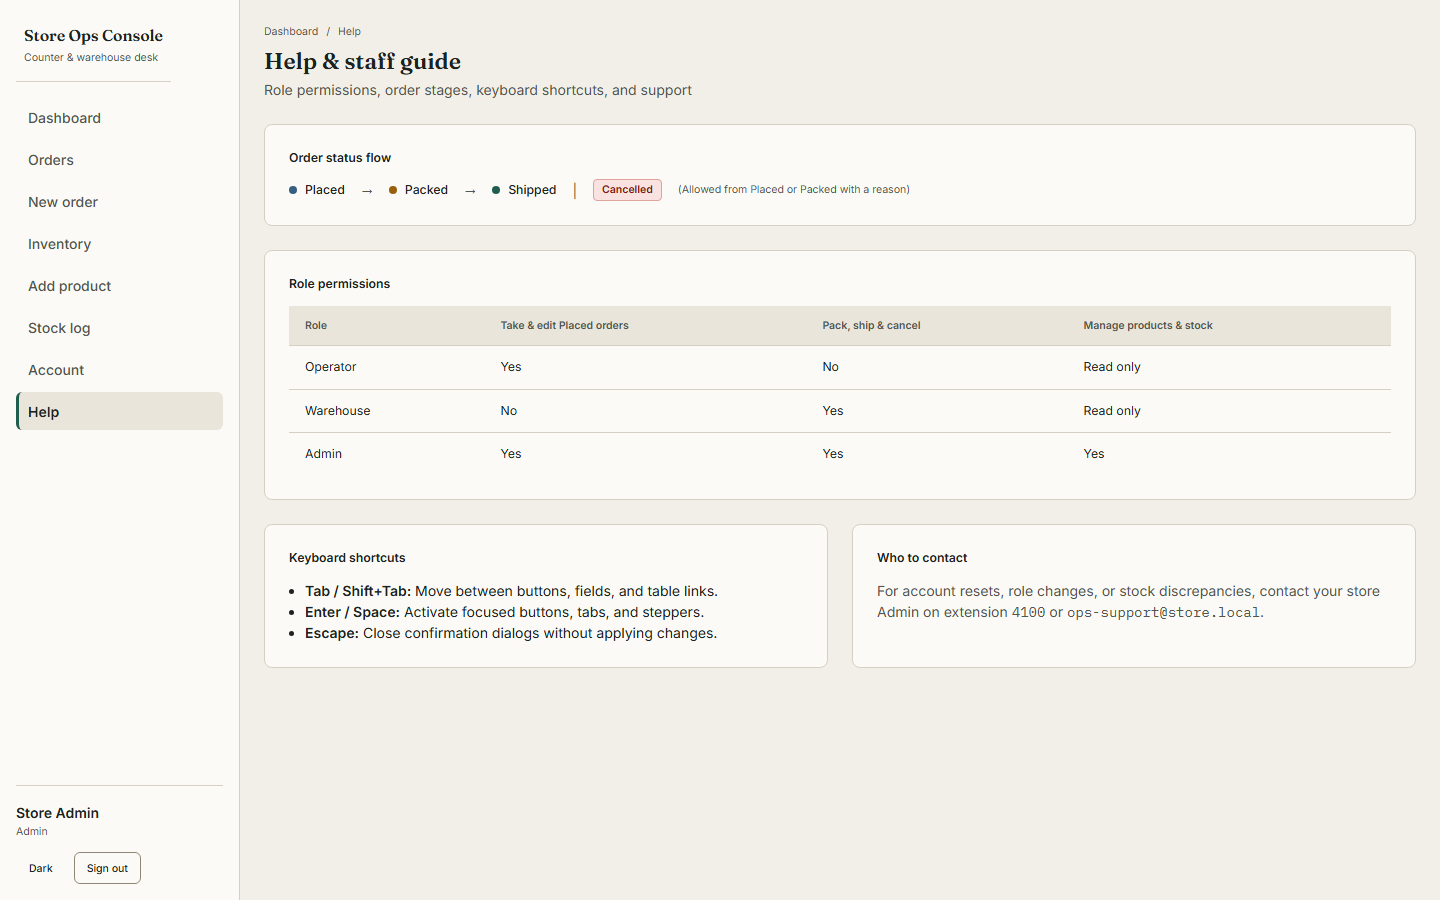 Store Ops Console
Counter & warehouse desk
Dashboard
Orders
New order
Inventory
Add product
Stock log
Account
Help
Store Admin
Admin
Dark
Sign out
Dashboard / Help
Help & staff guide
Role permissions, order stages, keyboard shortcuts, and support
Order status flow
Placed → Packed → Shipped | Cancelled (Allowed from Placed or Packed with a reason)
Role permissions
Role Take & edit Placed orders Pack, ship & cancel Manage products & stock
Operator Yes No Read only
Warehouse No Yes Read only
Admin Yes Yes Yes
Keyboard shortcuts
• Tab / Shift+Tab: Move between buttons, fields, and table links.
• Enter / Space: Activate focused buttons, tabs, and steppers.
• Escape: Close confirmation dialogs without applying changes.
Who to contact
For account resets, role changes, or stock discrepancies, contact your store
Admin on extension 4100 or ops-support@store.local.